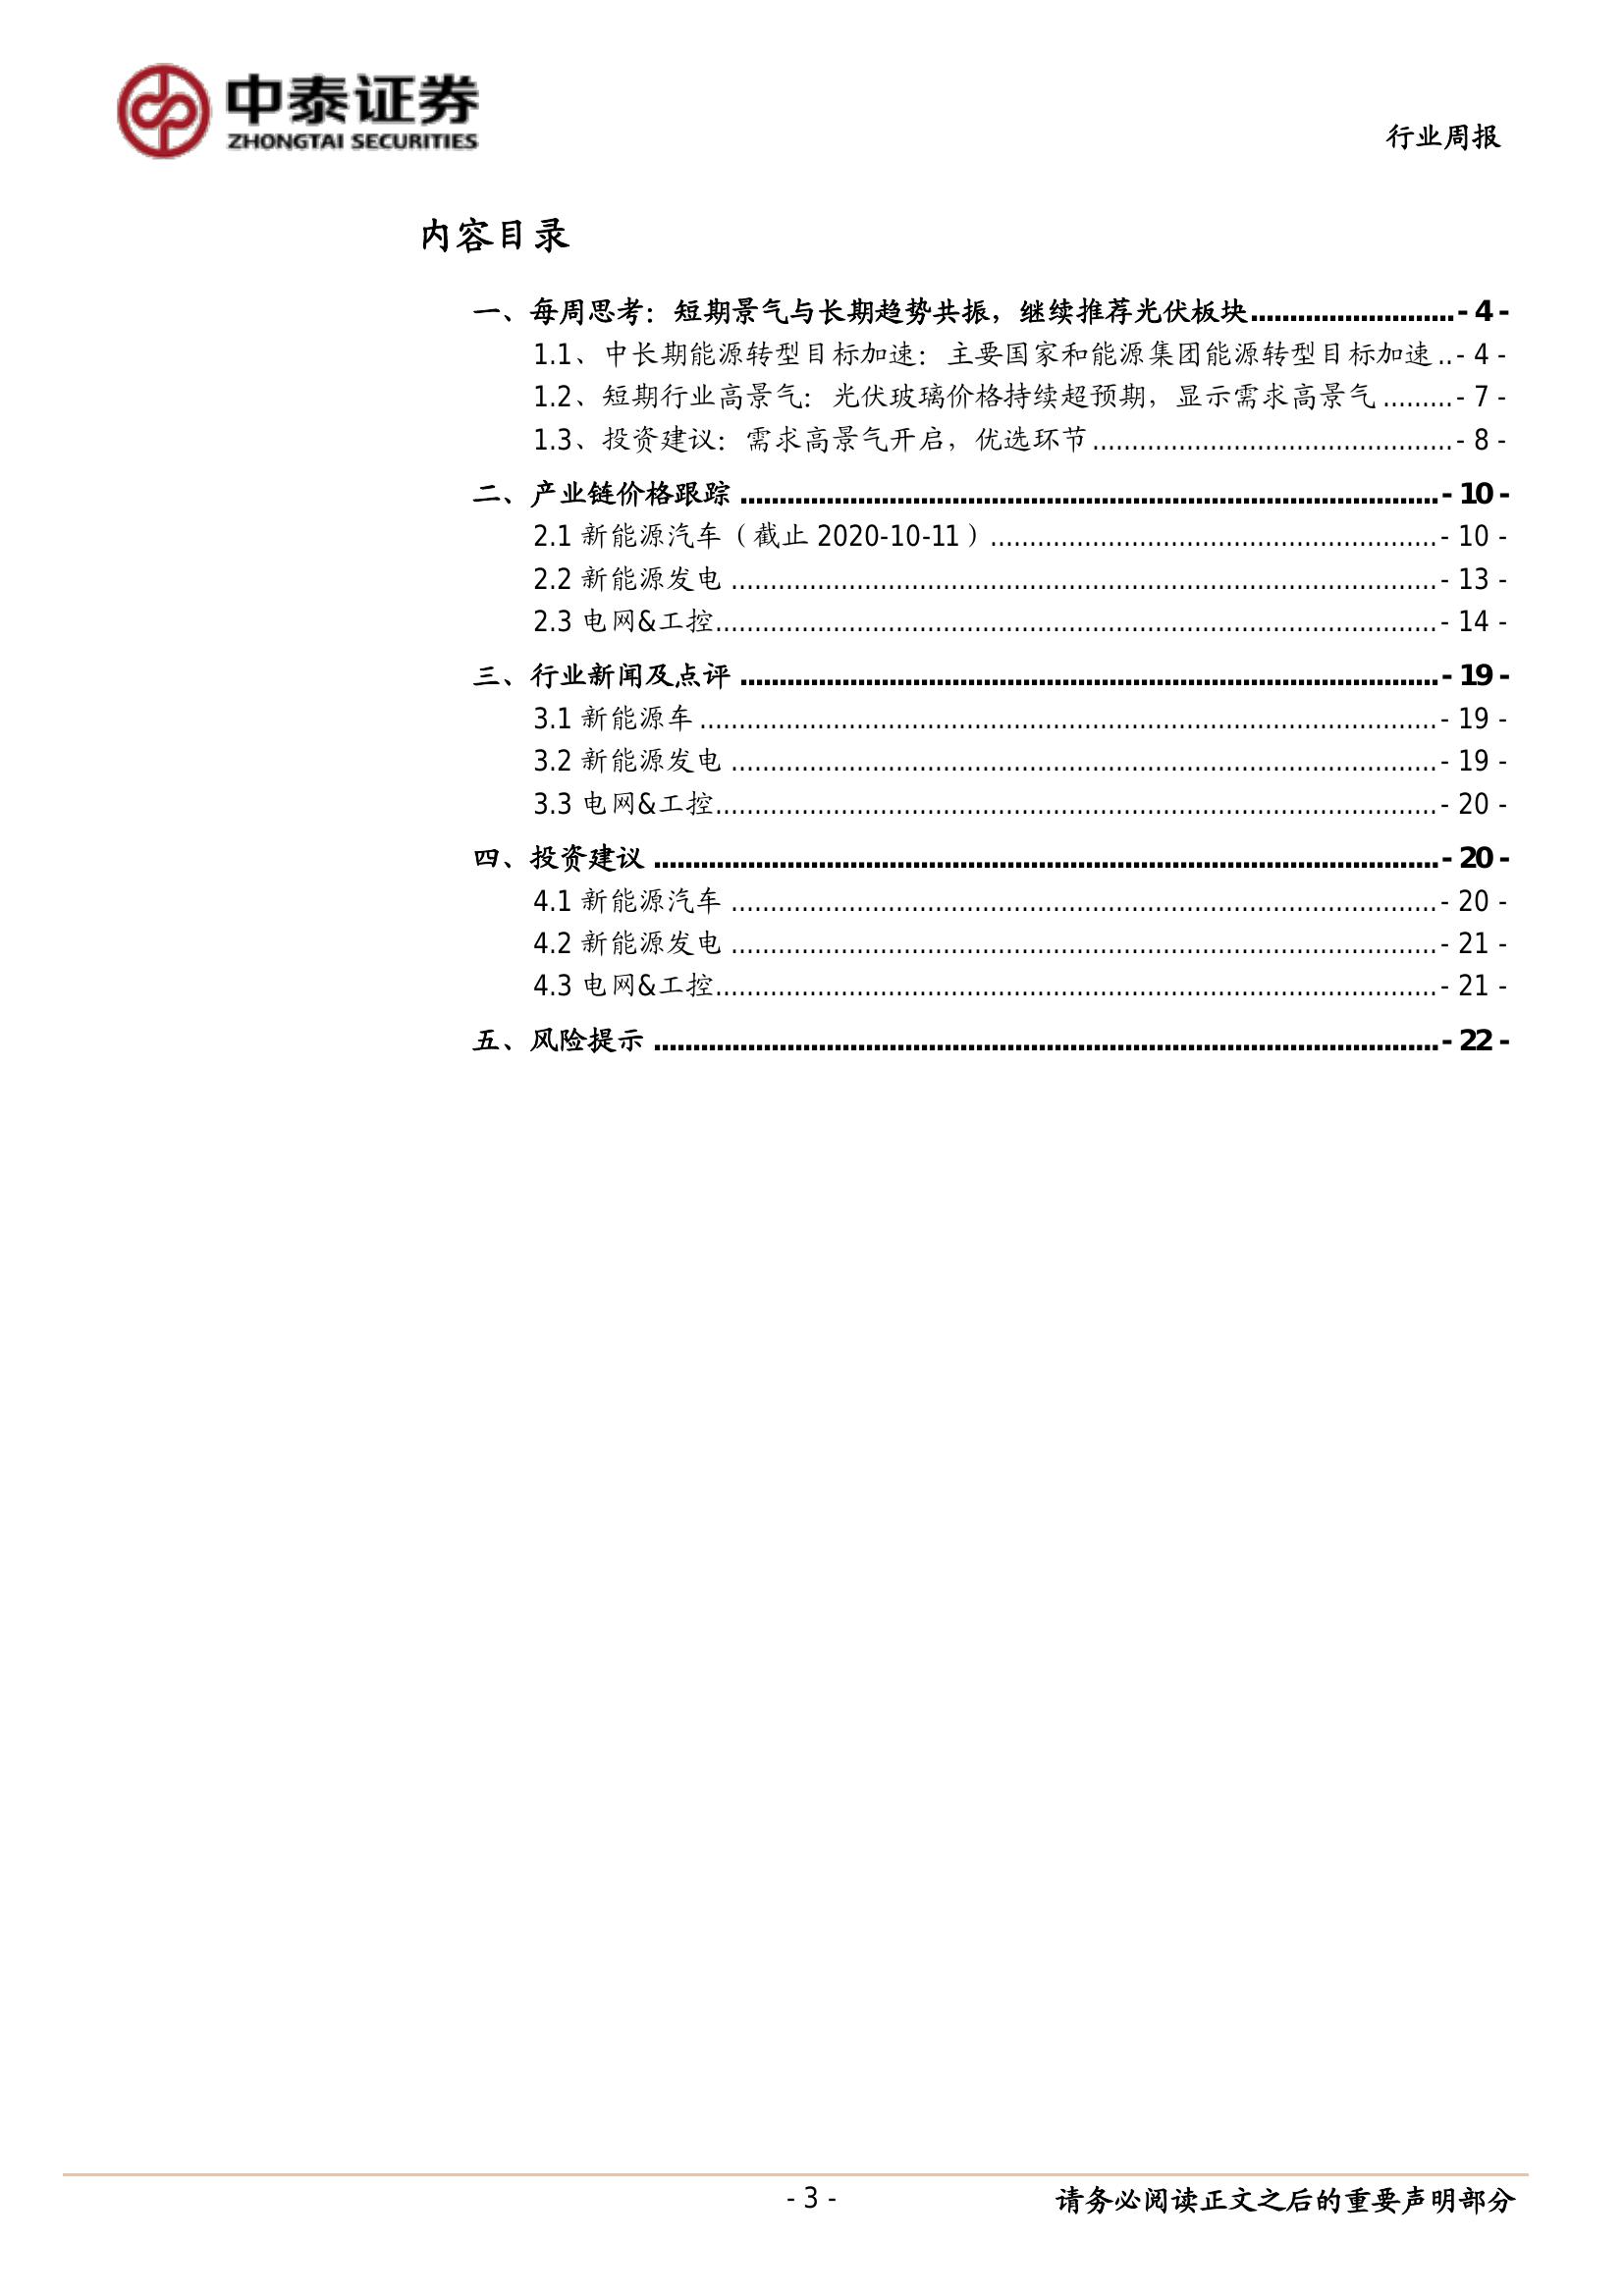 中泰证券
ZHONGTAI SECURITIES
行业周报
内容目录
一、每周思考：短期景气与长期趋势共振，继续推荐光伏板块..........................- 4 -
1.1、中长期能源转型目标加速：主要国家和能源集团能源转型目标加速 ..- 4 -
1.2、短期行业高景气：光伏玻璃价格持续超预期，显示需求高景气 .........- 7 -
1.3、投资建议：需求高景气开启，优选环节 ..............................................- 8 -
二、产业链价格跟踪 .........................................................................................- 10 -
2.1 新能源汽车（截止 2020-10-11）.........................................................- 10 -
2.2 新能源发电 ..........................................................................................- 13 -
2.3 电网&工控............................................................................................- 14 -
三、行业新闻及点评 .........................................................................................- 19 -
3.1 新能源车 ..............................................................................................- 19 -
3.2 新能源发电 ..........................................................................................- 19 -
3.3 电网&工控............................................................................................- 20 -
四、投资建议 ....................................................................................................- 20 -
4.1 新能源汽车 ..........................................................................................- 20 -
4.2 新能源发电 ..........................................................................................- 21 -
4.3 电网&工控............................................................................................- 21 -
五、风险提示 ....................................................................................................- 22 -
- 3 -
请务必阅读正文之后的重要声明部分